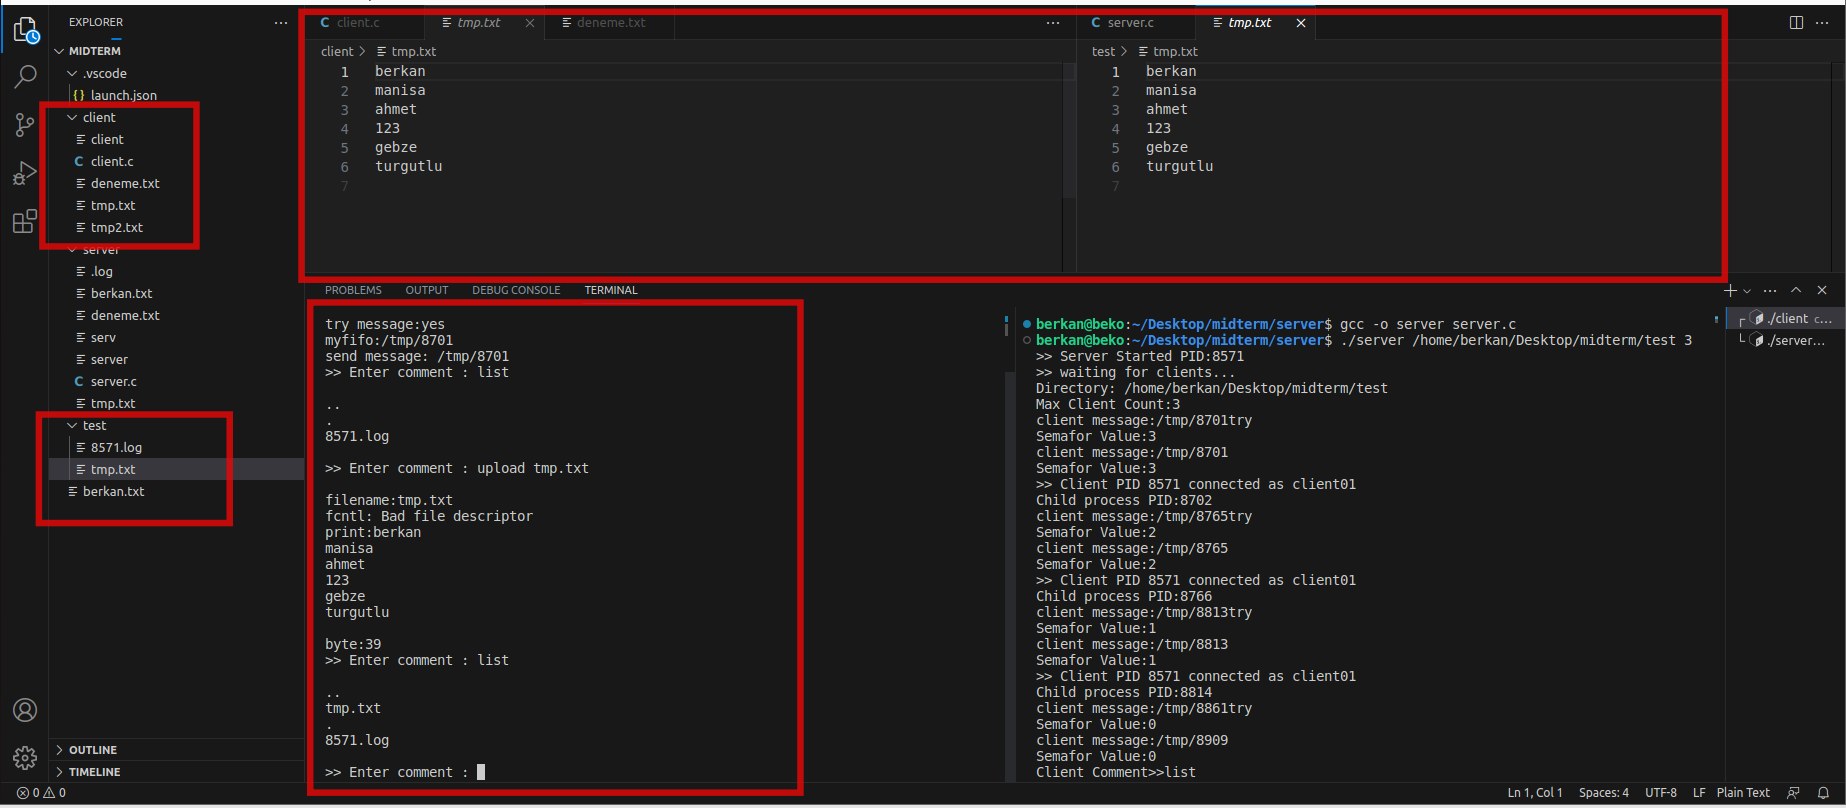 EXPLORER
MIDTERM
.vscode
{} launch.json
client
client
C client.c
deneme.txt
tmp.txt
tmp2.txt
server
.log
berkan.txt
deneme.txt
serv
server
C server.c
tmp.txt
test
8571.log
tmp.txt
berkan.txt
OUTLINE
TIMELINE
C client.c tmp.txt deneme.txt
client > tmp.txt
1 berkan
2 manisa
3 ahmet
4 123
5 gebze
6 turgutlu
7
C server.c tmp.txt
test > tmp.txt
1 berkan
2 manisa
3 ahmet
4 123
5 gebze
6 turgutlu
7
PROBLEMS OUTPUT DEBUG CONSOLE TERMINAL
try message:yes
myfifo:/tmp/8701
send message: /tmp/8701
>> Enter comment : list
..
.
8571.log
>> Enter comment : upload tmp.txt
filename:tmp.txt
fcntl: Bad file descriptor
print:berkan
manisa
ahmet
123
gebze
turgutlu
byte:39
>> Enter comment : list
..
tmp.txt
.
8571.log
>> Enter comment :
berkan@beko:~/Desktop/midterm/server$ gcc -o server server.c
berkan@beko:~/Desktop/midterm/server$ ./server /home/berkan/Desktop/midterm/test 3
>> Server Started PID:8571
>> waiting for clients...
Directory: /home/berkan/Desktop/midterm/test
Max Client Count:3
client message:/tmp/8701try
Semafor Value:3
client message:/tmp/8701
Semafor Value:3
>> Client PID 8571 connected as client01
Child process PID:8702
client message:/tmp/8765try
Semafor Value:2
client message:/tmp/8765
Semafor Value:2
>> Client PID 8571 connected as client01
Child process PID:8766
client message:/tmp/8813try
Semafor Value:1
client message:/tmp/8813
Semafor Value:1
>> Client PID 8571 connected as client01
Child process PID:8814
client message:/tmp/8861try
Semafor Value:0
client message:/tmp/8909
Semafor Value:0
Client Comment>>list
./client c...
./server...
0 0
Ln 1, Col 1 Spaces: 4 UTF-8 LF Plain Text